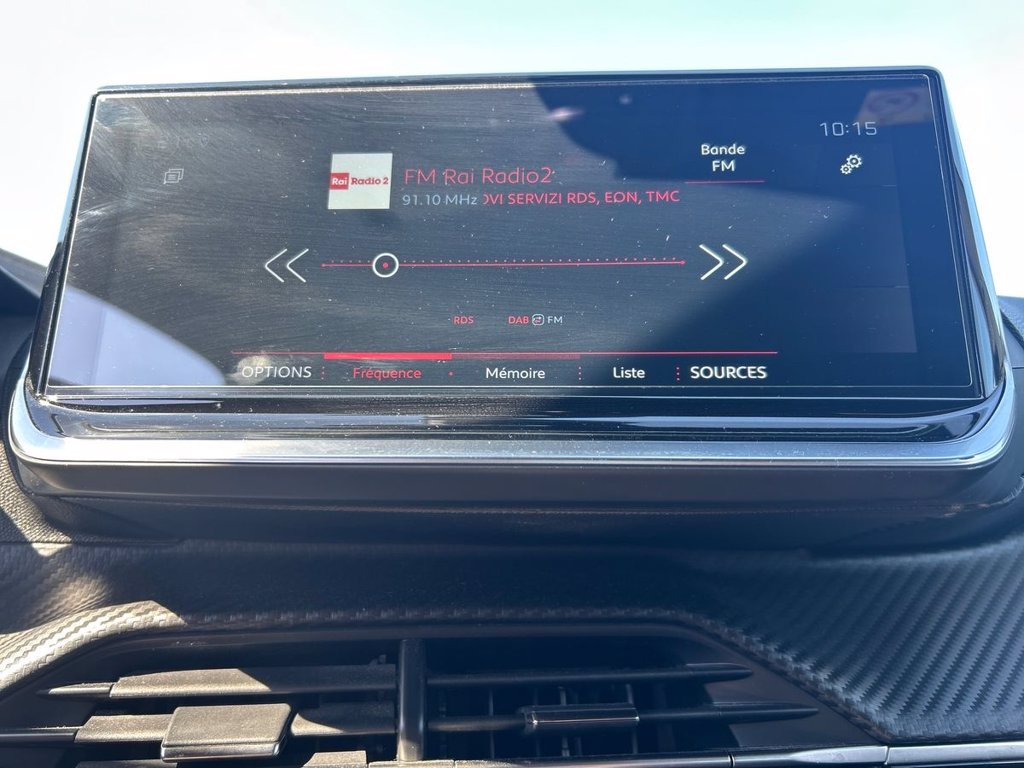 10:15
Bande
FM
Rai Radio 2
FM Rai Radio2
91.10 MHz OVI SERVIZI RDS, EON, TMC
RDS DAB FM
OPTIONS Fréquence Mémoire Liste SOURCES